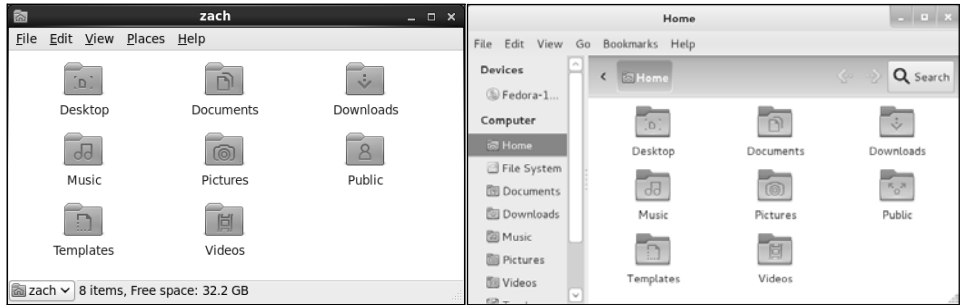 zach
File Edit View Places Help
Desktop Documents Downloads
Music Pictures Public
Templates Videos
zach 8 items, Free space: 32.2 GB
Home
File Edit View Go Bookmarks Help
Devices
Fedora-1...
Computer
Home
File System
Documents
Downloads
Music
Pictures
Videos
Home Search
Desktop Documents Downloads
Music Pictures Public
Templates Videos